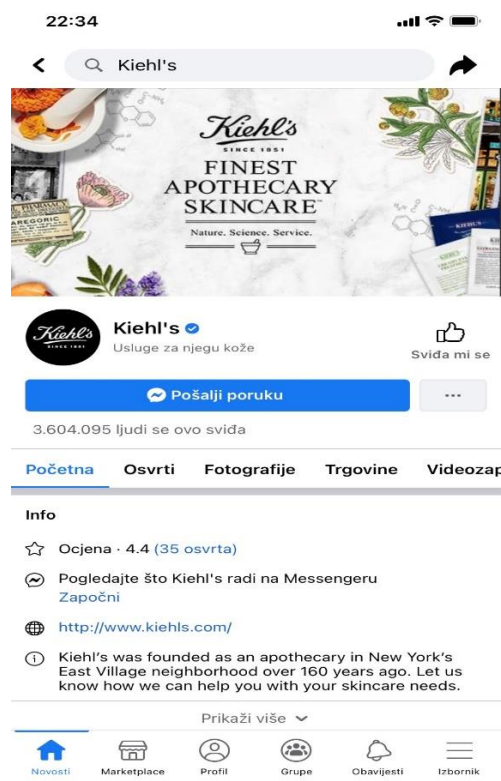 22:34
Kiehl's
Kiehl's
SINCE 1851
FINEST
APOTHECARY
SKINCARE™
Nature. Science. Service.
Kiehl's
SINCE 1851
Kiehl's
Usluge za njegu kože
Sviđa mi se
Pošalji poruku
3.604.095 ljudi se ovo sviđa
Početna Osvrti Fotografije Trgovine Videozap
Info
Ocjena · 4.4 (35 osvrta)
Pogledajte što Kiehl's radi na Messengeru
Započni
http://www.kiehls.com/
Kiehl's was founded as an apothecary in New York's
East Village neighborhood over 160 years ago. Let us
know how we can help you with your skincare needs.
Prikaži više
Novosti Marketplace Profil Grupe Obavijesti Izbornik